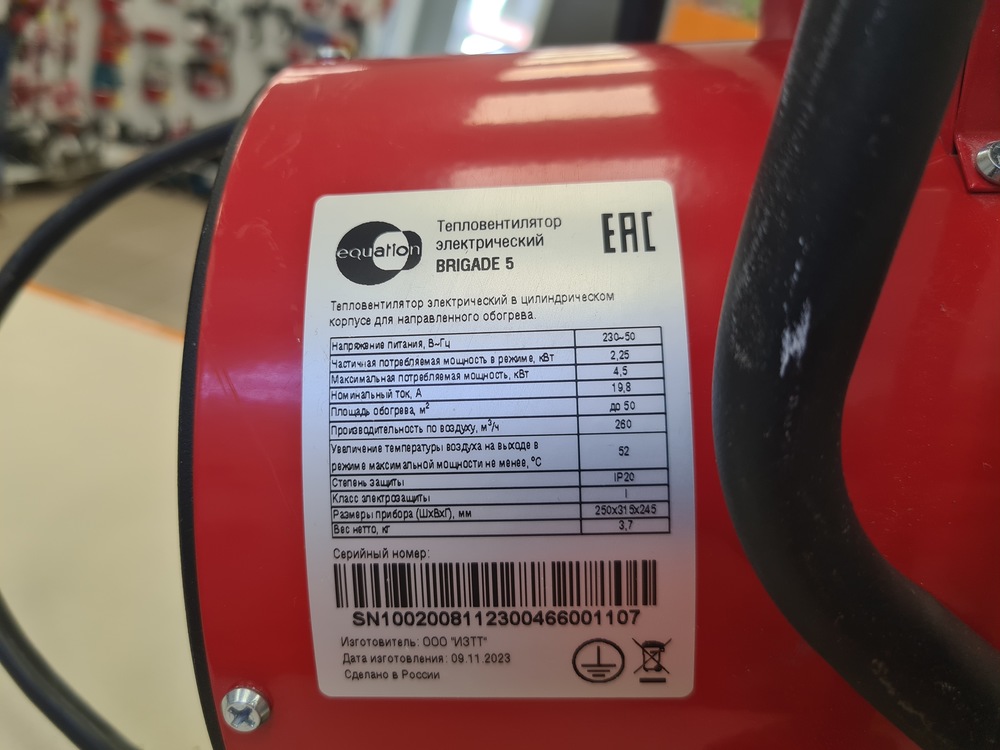 equation
Тепловентилятор
электрический
BRIGADE 5
EAC
Тепловентилятор электрический в цилиндрическом
корпусе для направленного обогрева.
Напряжение питания, В~Гц 230~50
Частичная потребляемая мощность в режиме, кВт 2,25
Максимальная потребляемая мощность, кВт 4,5
Номинальный ток, А 19,8
Площадь обогрева, м² до 50
Производительность по воздуху, м³/ч 260
Увеличение температуры воздуха на выходе в
режиме максимальной мощности не менее, °С 52
Степень защиты IP20
Класс электрозащиты I
Размеры прибора (ШхВхГ), мм 250х315х245
Вес нетто, кг 3,7
Серийный номер:
SN1002008112300466001107
Изготовитель: ООО "ИЗТТ"
Дата изготовления: 09.11.2023
Сделано в России